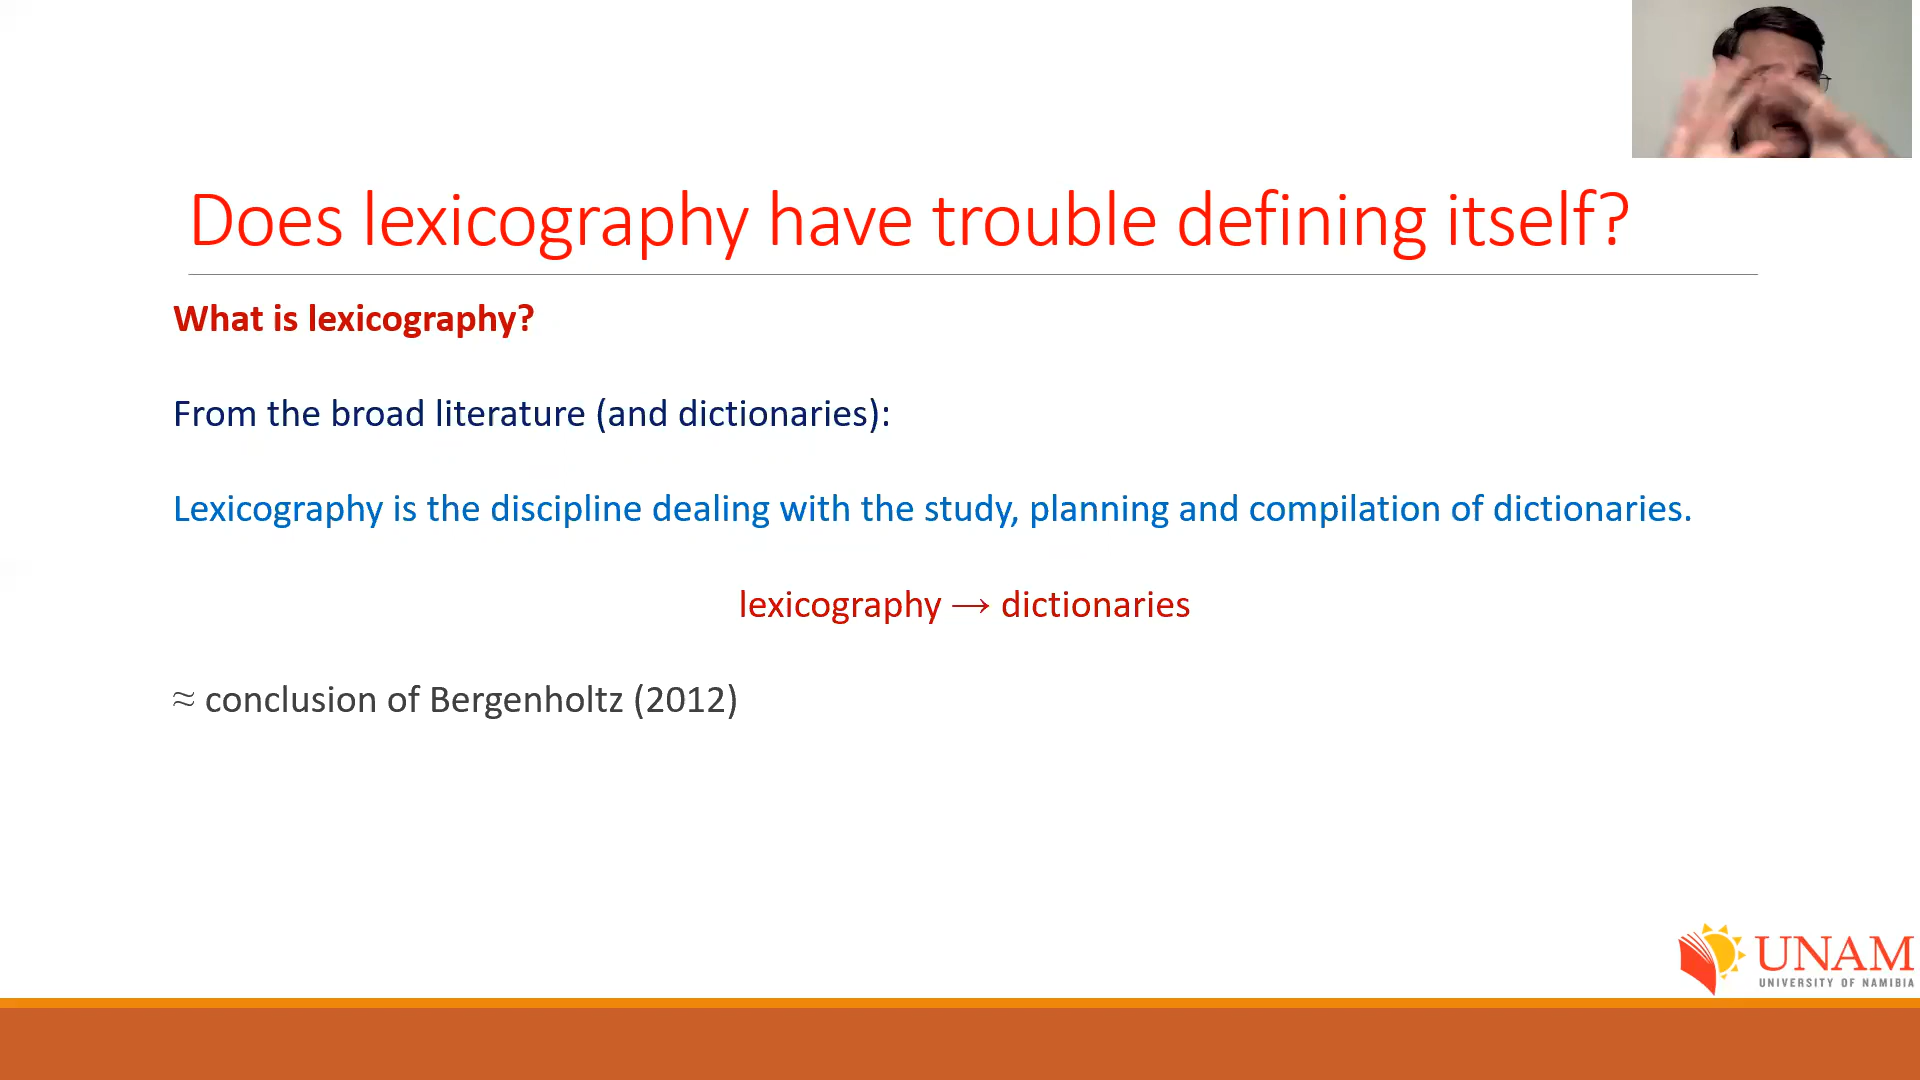 Does lexicography have trouble defining itself?
What is lexicography?
From the broad literature (and dictionaries):
Lexicography is the discipline dealing with the study, planning and compilation of dictionaries.
lexicography → dictionaries
≈ conclusion of Bergenholtz (2012)
UNAM
UNIVERSITY OF NAMIBIA